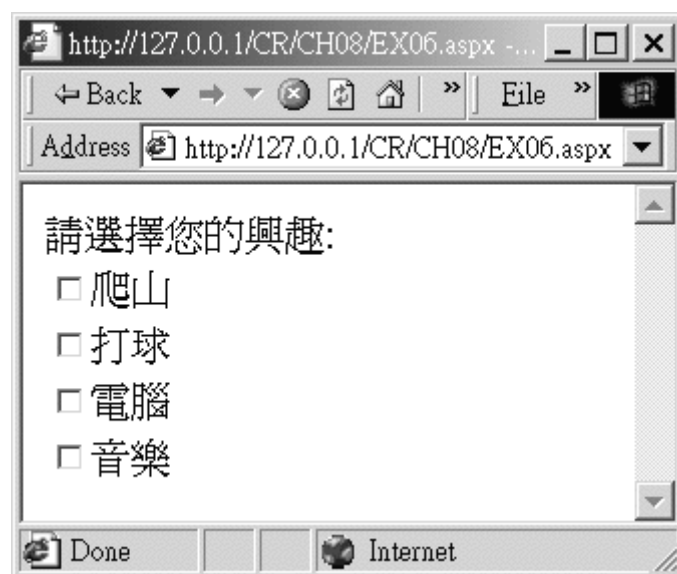 http://127.0.0.1/CR/CH08/EX06.aspx -...
Back » File »
Address http://127.0.0.1/CR/CH08/EX06.aspx
請選擇您的興趣:
爬山
打球
電腦
音樂
Done Internet